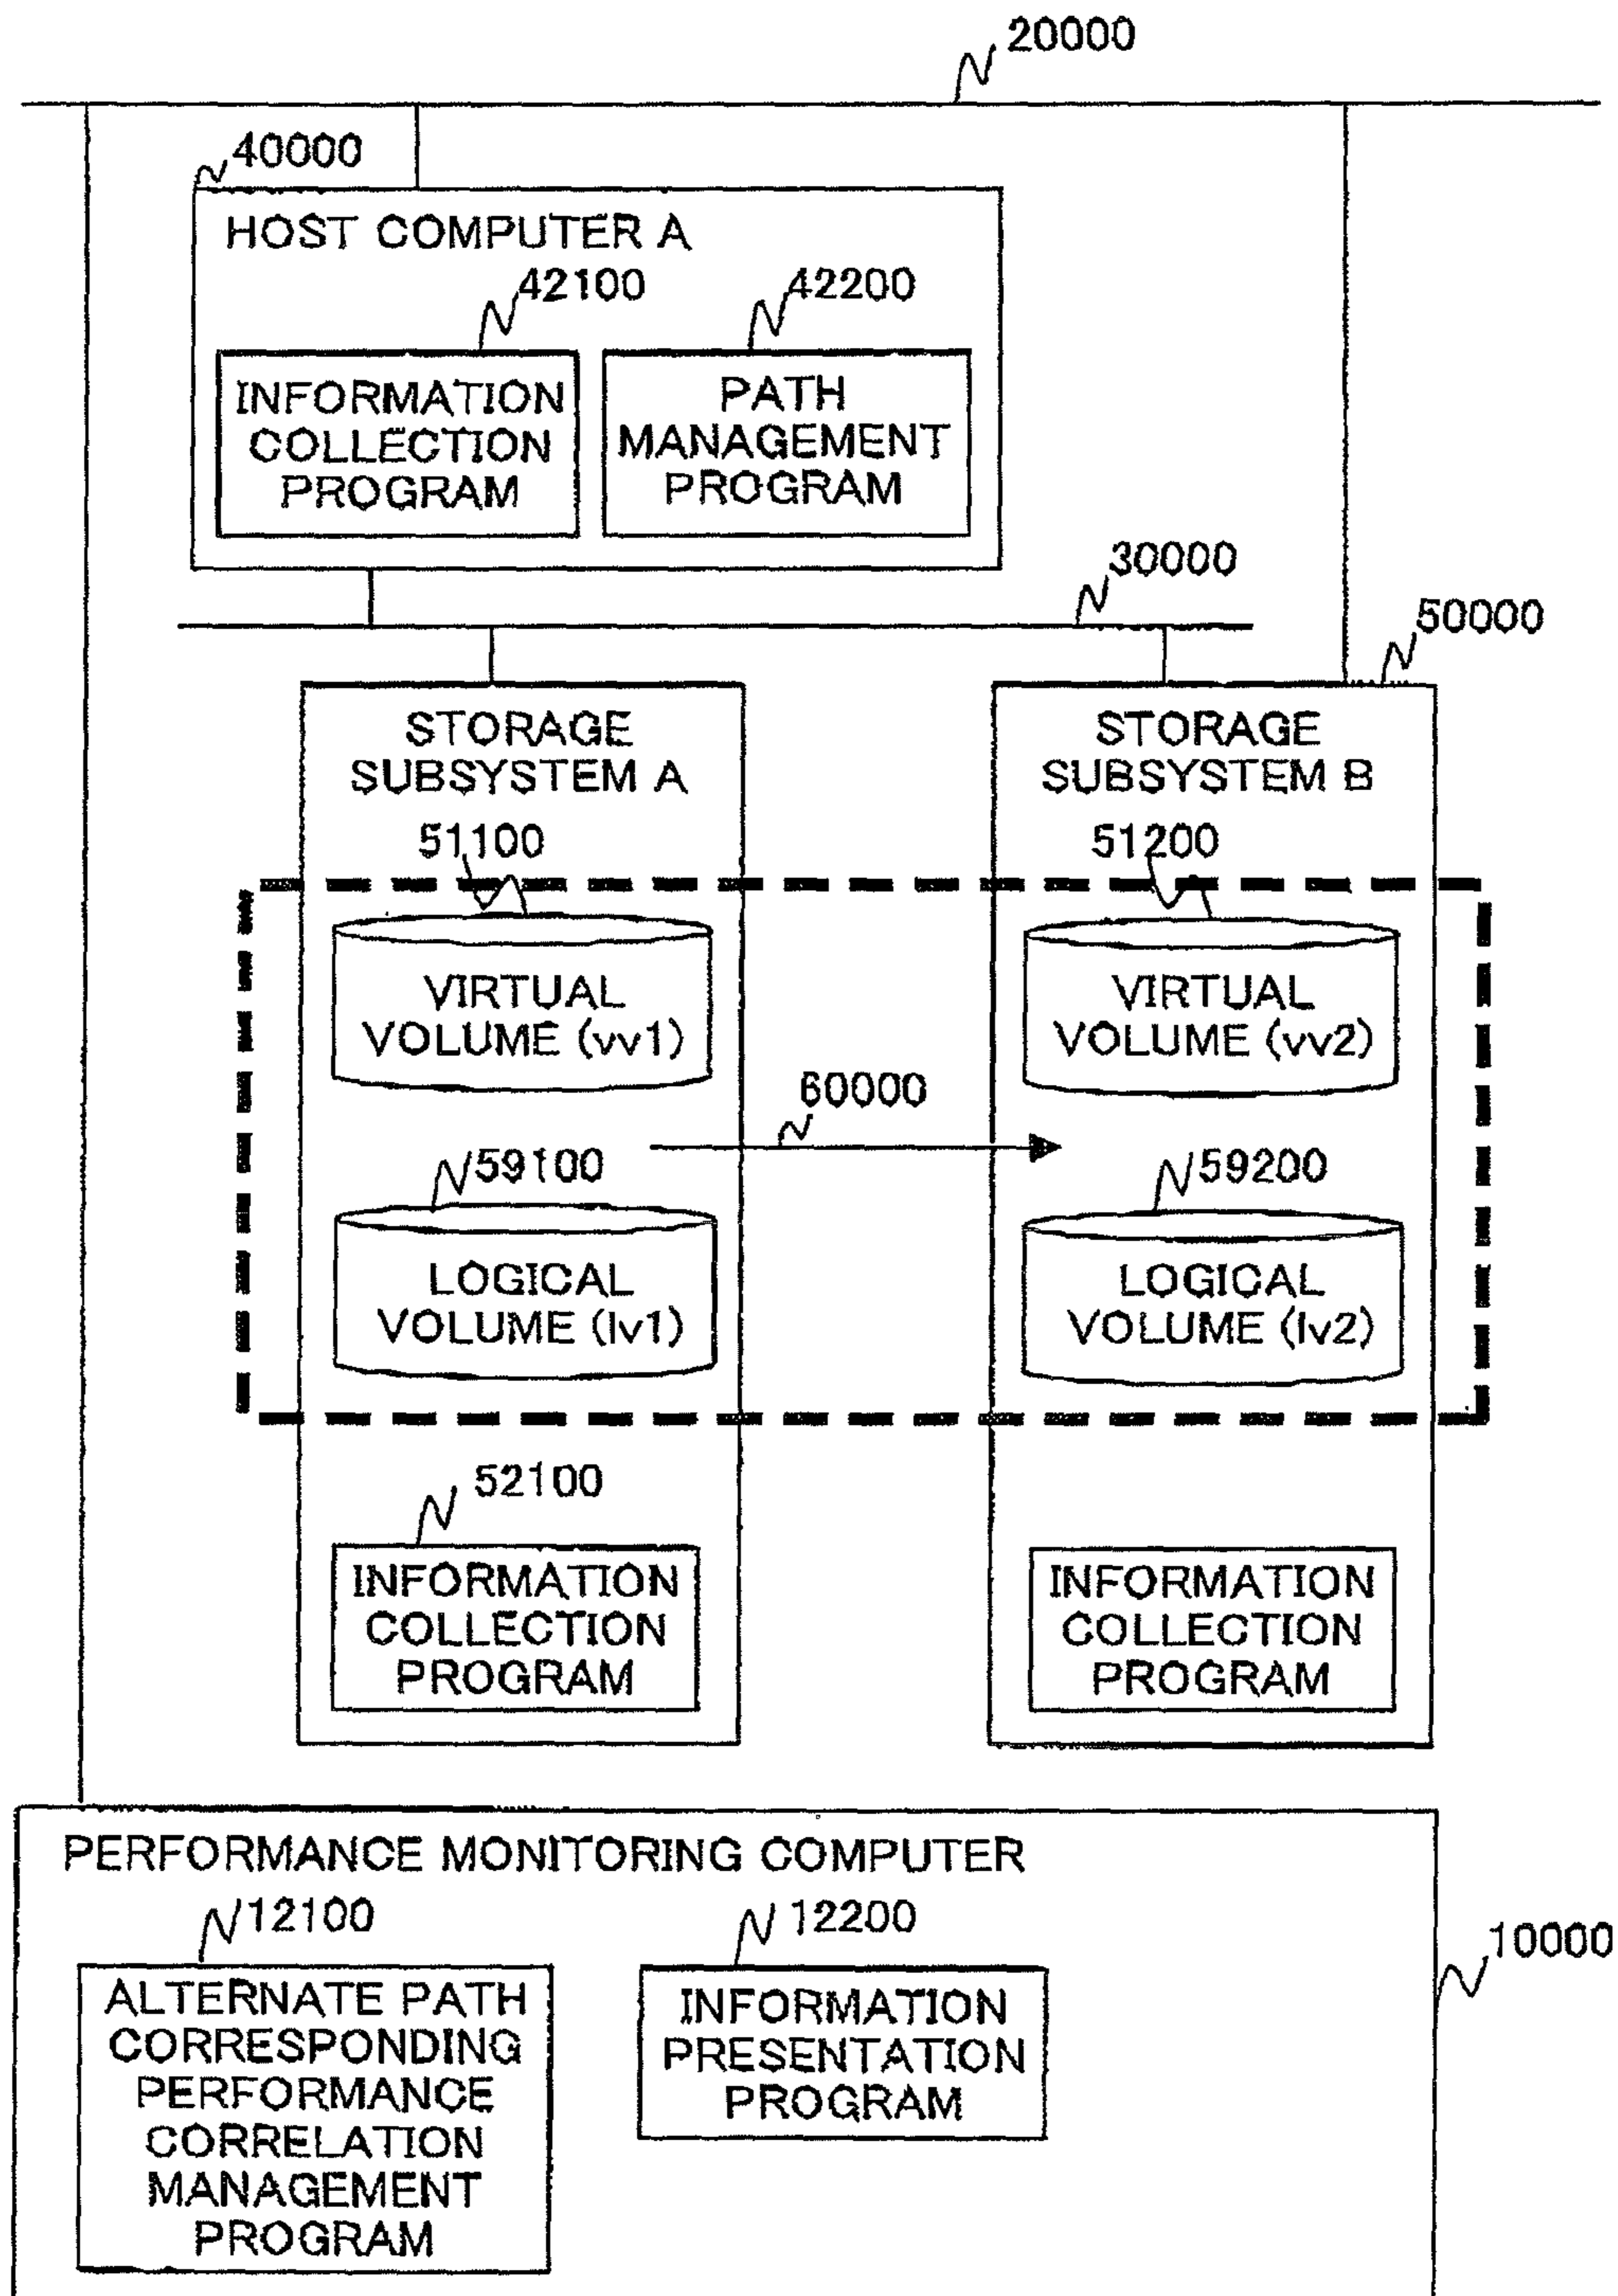 20000
40000
HOST COMPUTER A
42100
42200
INFORMATION
COLLECTION
PROGRAM
PATH
MANAGEMENT
PROGRAM
30000
50000
STORAGE
SUBSYSTEM A
STORAGE
SUBSYSTEM B
51100
51200
VIRTUAL
VOLUME (vv1)
VIRTUAL
VOLUME (vv2)
60000
59100
59200
LOGICAL
VOLUME (lv1)
LOGICAL
VOLUME (lv2)
52100
INFORMATION
COLLECTION
PROGRAM
INFORMATION
COLLECTION
PROGRAM
PERFORMANCE MONITORING COMPUTER
12100
12200
10000
ALTERNATE PATH
CORRESPONDING
PERFORMANCE
CORRELATION
MANAGEMENT
PROGRAM
INFORMATION
PRESENTATION
PROGRAM